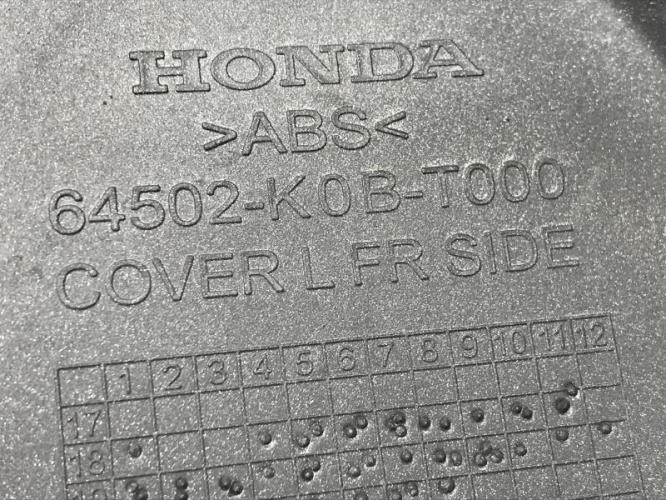 HONDA
>ABS<
64502-K0B-T000
COVER L FR SIDE
1 2 3 4 5 6 7 8 9 10 11 12
17
18
19